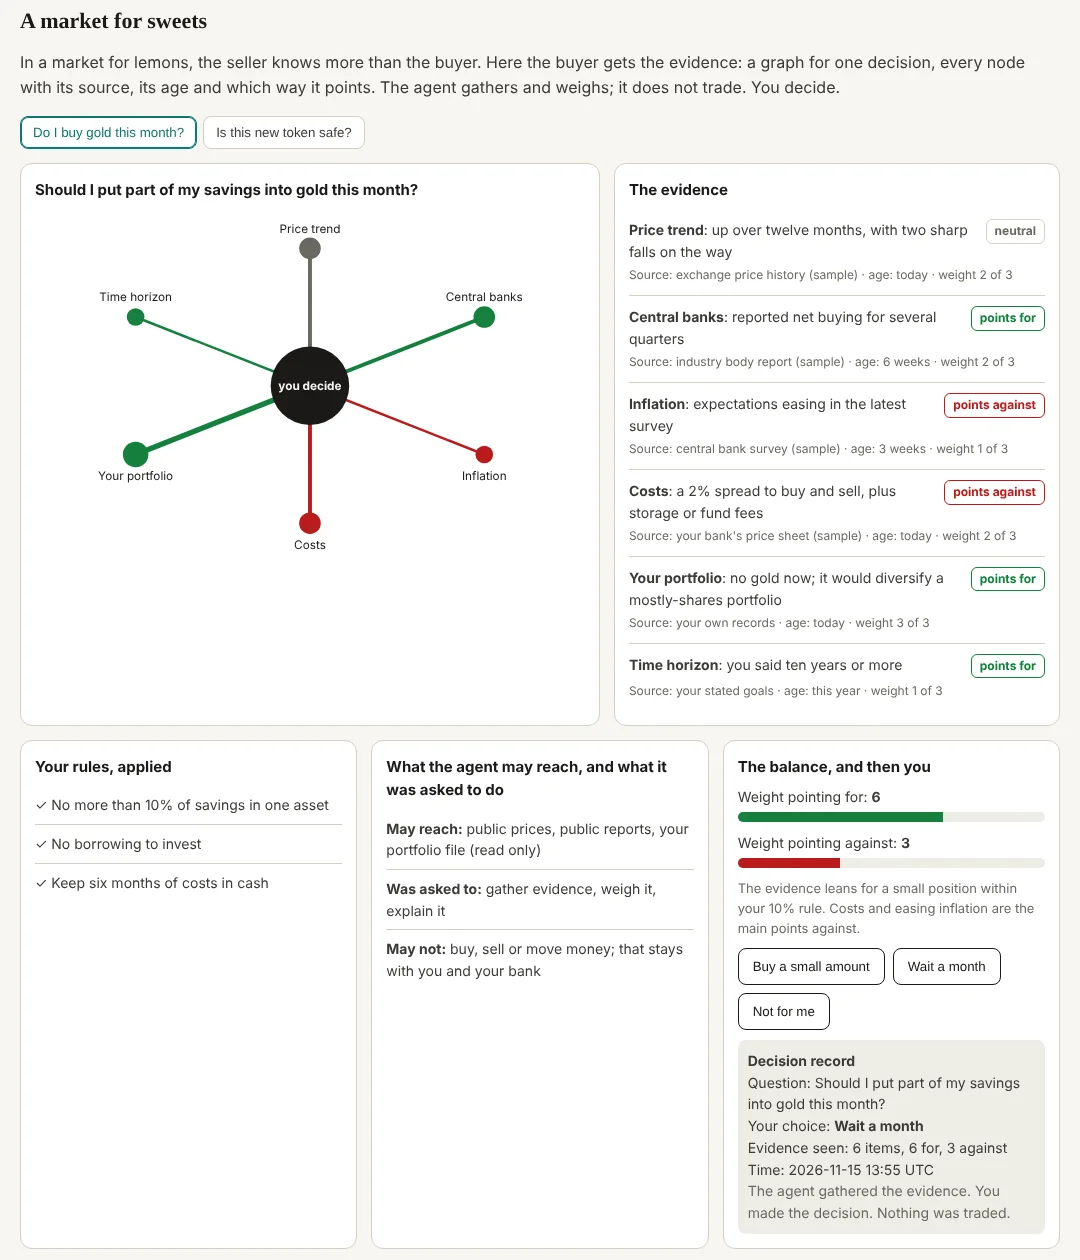 A market for sweets
In a market for lemons, the seller knows more than the buyer. Here the buyer gets the evidence: a graph for one decision, every node
with its source, its age and which way it points. The agent gathers and weighs; it does not trade. You decide.
Do I buy gold this month?
Is this new token safe?
Should I put part of my savings into gold this month?
Price trend
Time horizon
Central banks
you decide
Your portfolio
Inflation
Costs
The evidence
Price trend: up over twelve months, with two sharp
falls on the way
neutral
Source: exchange price history (sample) · age: today · weight 2 of 3
Central banks: reported net buying for several
quarters
points for
Source: industry body report (sample) · age: 6 weeks · weight 2 of 3
Inflation: expectations easing in the latest
survey
points against
Source: central bank survey (sample) · age: 3 weeks · weight 1 of 3
Costs: a 2% spread to buy and sell, plus
storage or fund fees
points against
Source: your bank's price sheet (sample) · age: today · weight 2 of 3
Your portfolio: no gold now; it would diversify a
mostly-shares portfolio
points for
Source: your own records · age: today · weight 3 of 3
Time horizon: you said ten years or more
points for
Source: your stated goals · age: this year · weight 1 of 3
Your rules, applied
✓ No more than 10% of savings in one asset
✓ No borrowing to invest
✓ Keep six months of costs in cash
What the agent may reach, and what it
was asked to do
May reach: public prices, public reports, your
portfolio file (read only)
Was asked to: gather evidence, weigh it,
explain it
May not: buy, sell or move money; that stays
with you and your bank
The balance, and then you
Weight pointing for: 6
Weight pointing against: 3
The evidence leans for a small position within
your 10% rule. Costs and easing inflation are the
main points against.
Buy a small amount
Wait a month
Not for me
Decision record
Question: Should I put part of my savings
into gold this month?
Your choice: Wait a month
Evidence seen: 6 items, 6 for, 3 against
Time: 2026-11-15 13:55 UTC
The agent gathered the evidence. You
made the decision. Nothing was traded.